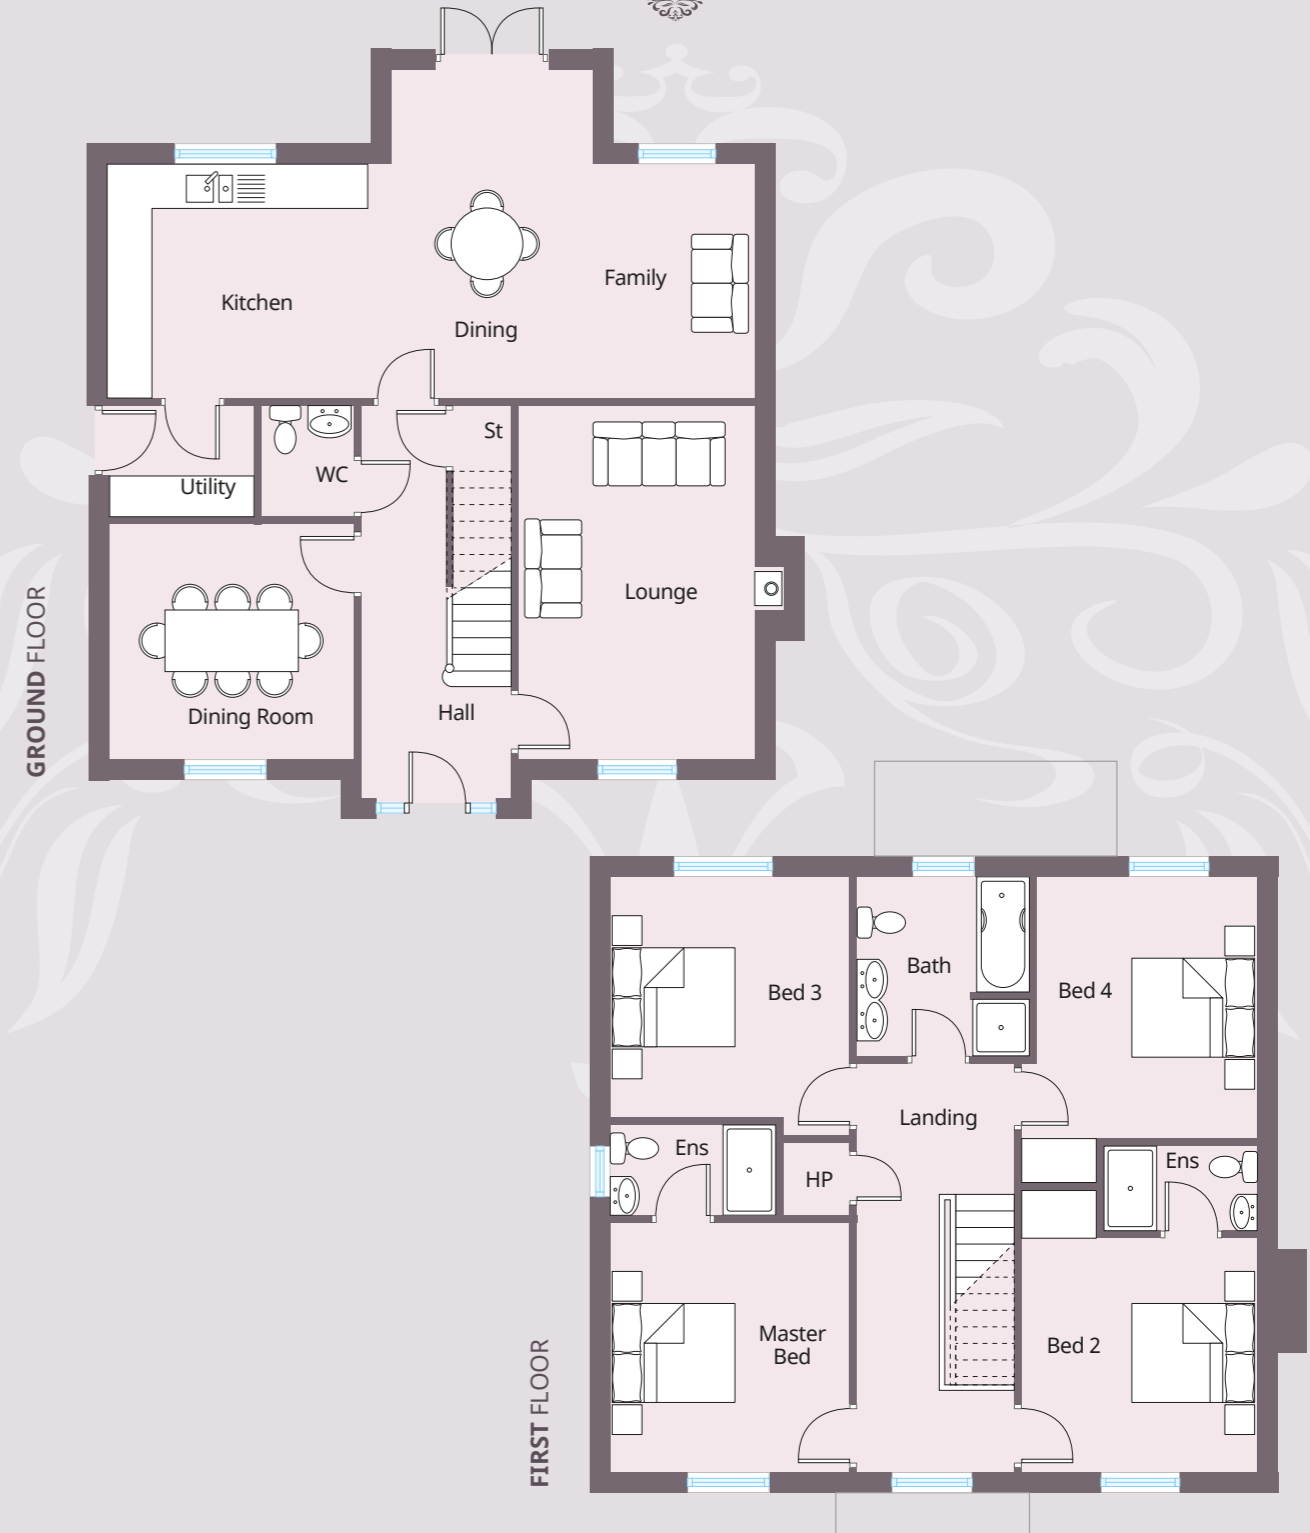 GROUND FLOOR
Kitchen
Dining
Family
Utility
WC
St
Dining Room
Hall
Lounge
FIRST FLOOR
Bed 3
Bath
Bed 4
Landing
Ens
HP
Ens
Master
Bed
Bed 2